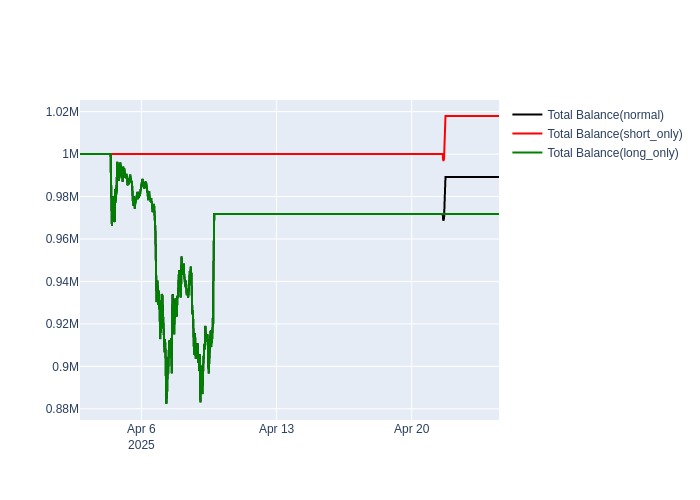 1.02M
1M
0.98M
0.96M
0.94M
0.92M
0.9M
0.88M
Apr 6
2025
Apr 13
Apr 20
Total Balance(normal)
Total Balance(short_only)
Total Balance(long_only)